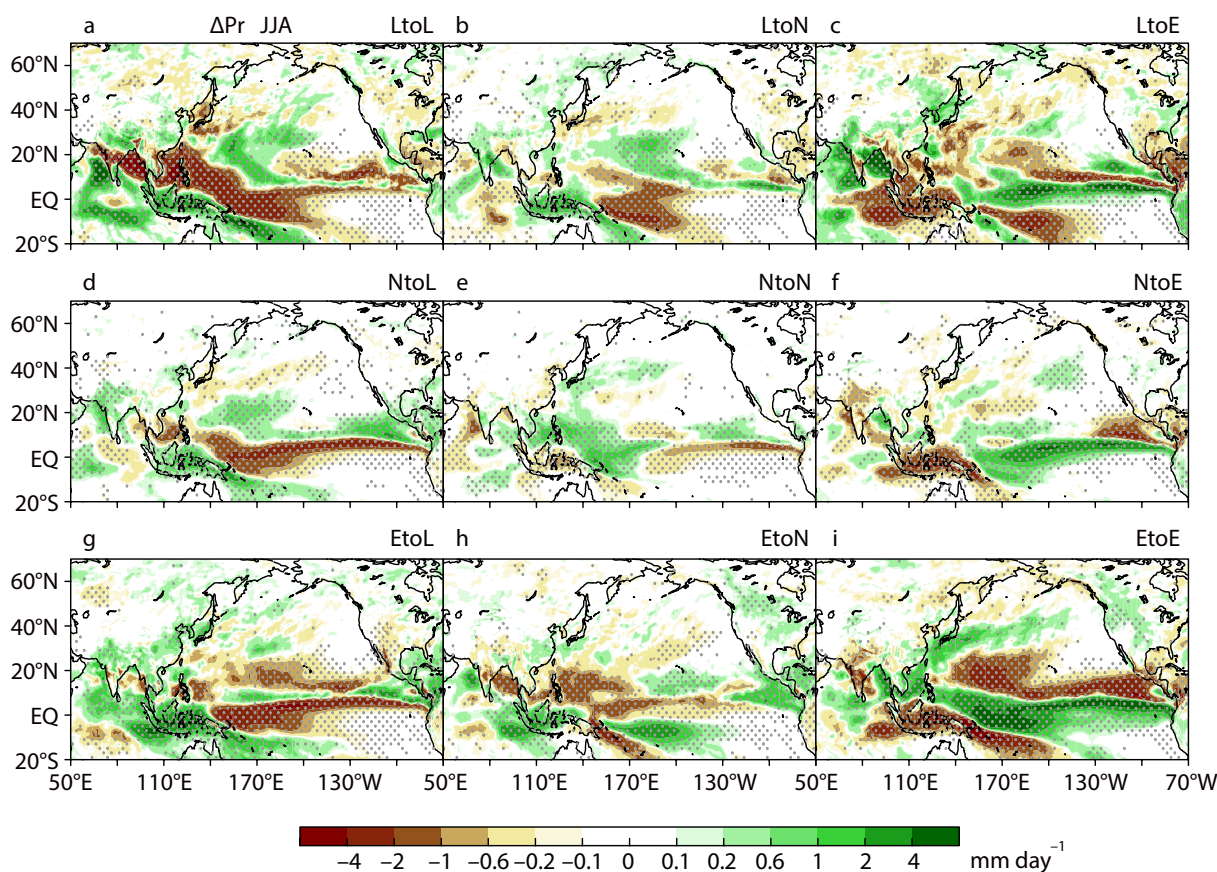 a ΔPr JJA LtoL b LtoN c LtoE
60°N
40°N
20°N
EQ
20°S
d NtoL e NtoN f NtoE
60°N
40°N
20°N
EQ
20°S
g EtoL h EtoN i EtoE
60°N
40°N
20°N
EQ
20°S
50°E 110°E 170°E 130°W 50°E 110°E 170°E 130°W 50°E 110°E 170°E 130°W 70°W
−4 −2 −1 −0.6 −0.2 −0.1 0 0.1 0.2 0.6 1 2 4 mm day⁻¹